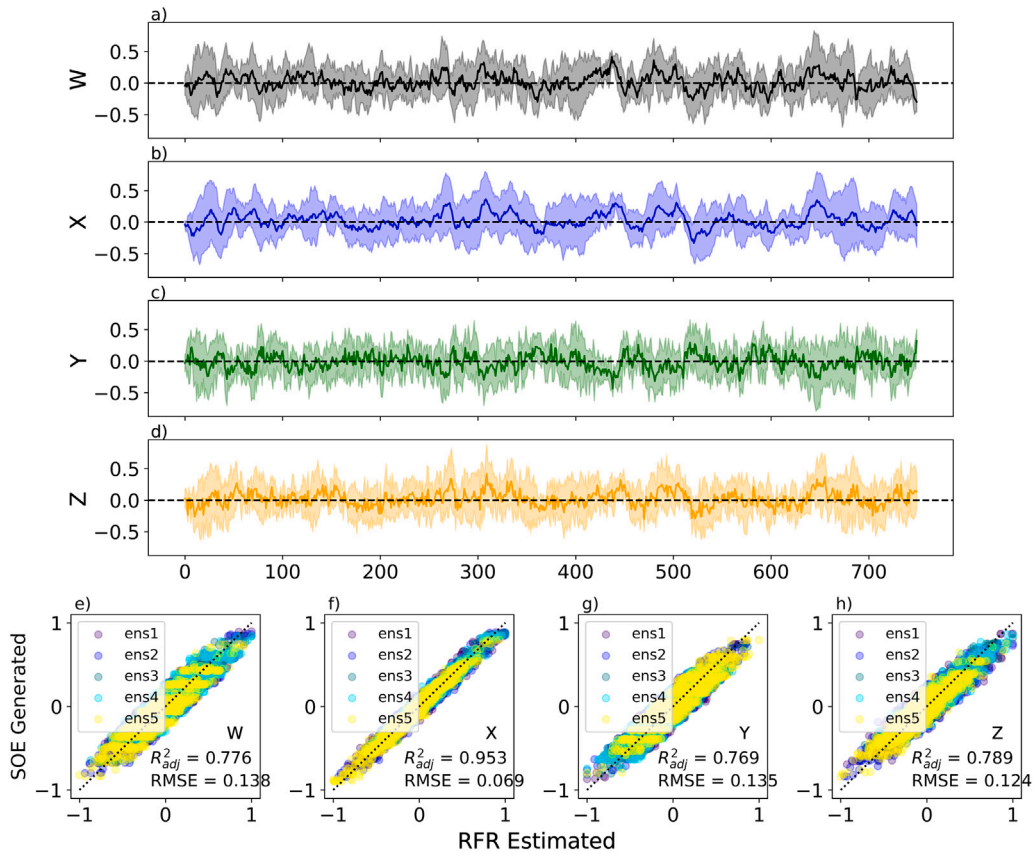 a)
W
0.5
0.0
−0.5
b)
X
0.5
0.0
−0.5
c)
Y
0.5
0.0
−0.5
d)
Z
0.5
0.0
−0.5
0 100 200 300 400 500 600 700
SOE Generated
e)
1
0
−1
ens1
ens2
ens3
ens4
ens5
W
R²adj = 0.776
RMSE = 0.138
−1 0 1
f)
ens1
ens2
ens3
ens4
ens5
X
R²adj = 0.953
RMSE = 0.069
−1 0 1
g)
1
0
−1
ens1
ens2
ens3
ens4
ens5
Y
R²adj = 0.769
RMSE = 0.135
−1 0 1
h)
1
0
−1
ens1
ens2
ens3
ens4
ens5
Z
R²adj = 0.789
RMSE = 0.124
−1 0 1
RFR Estimated